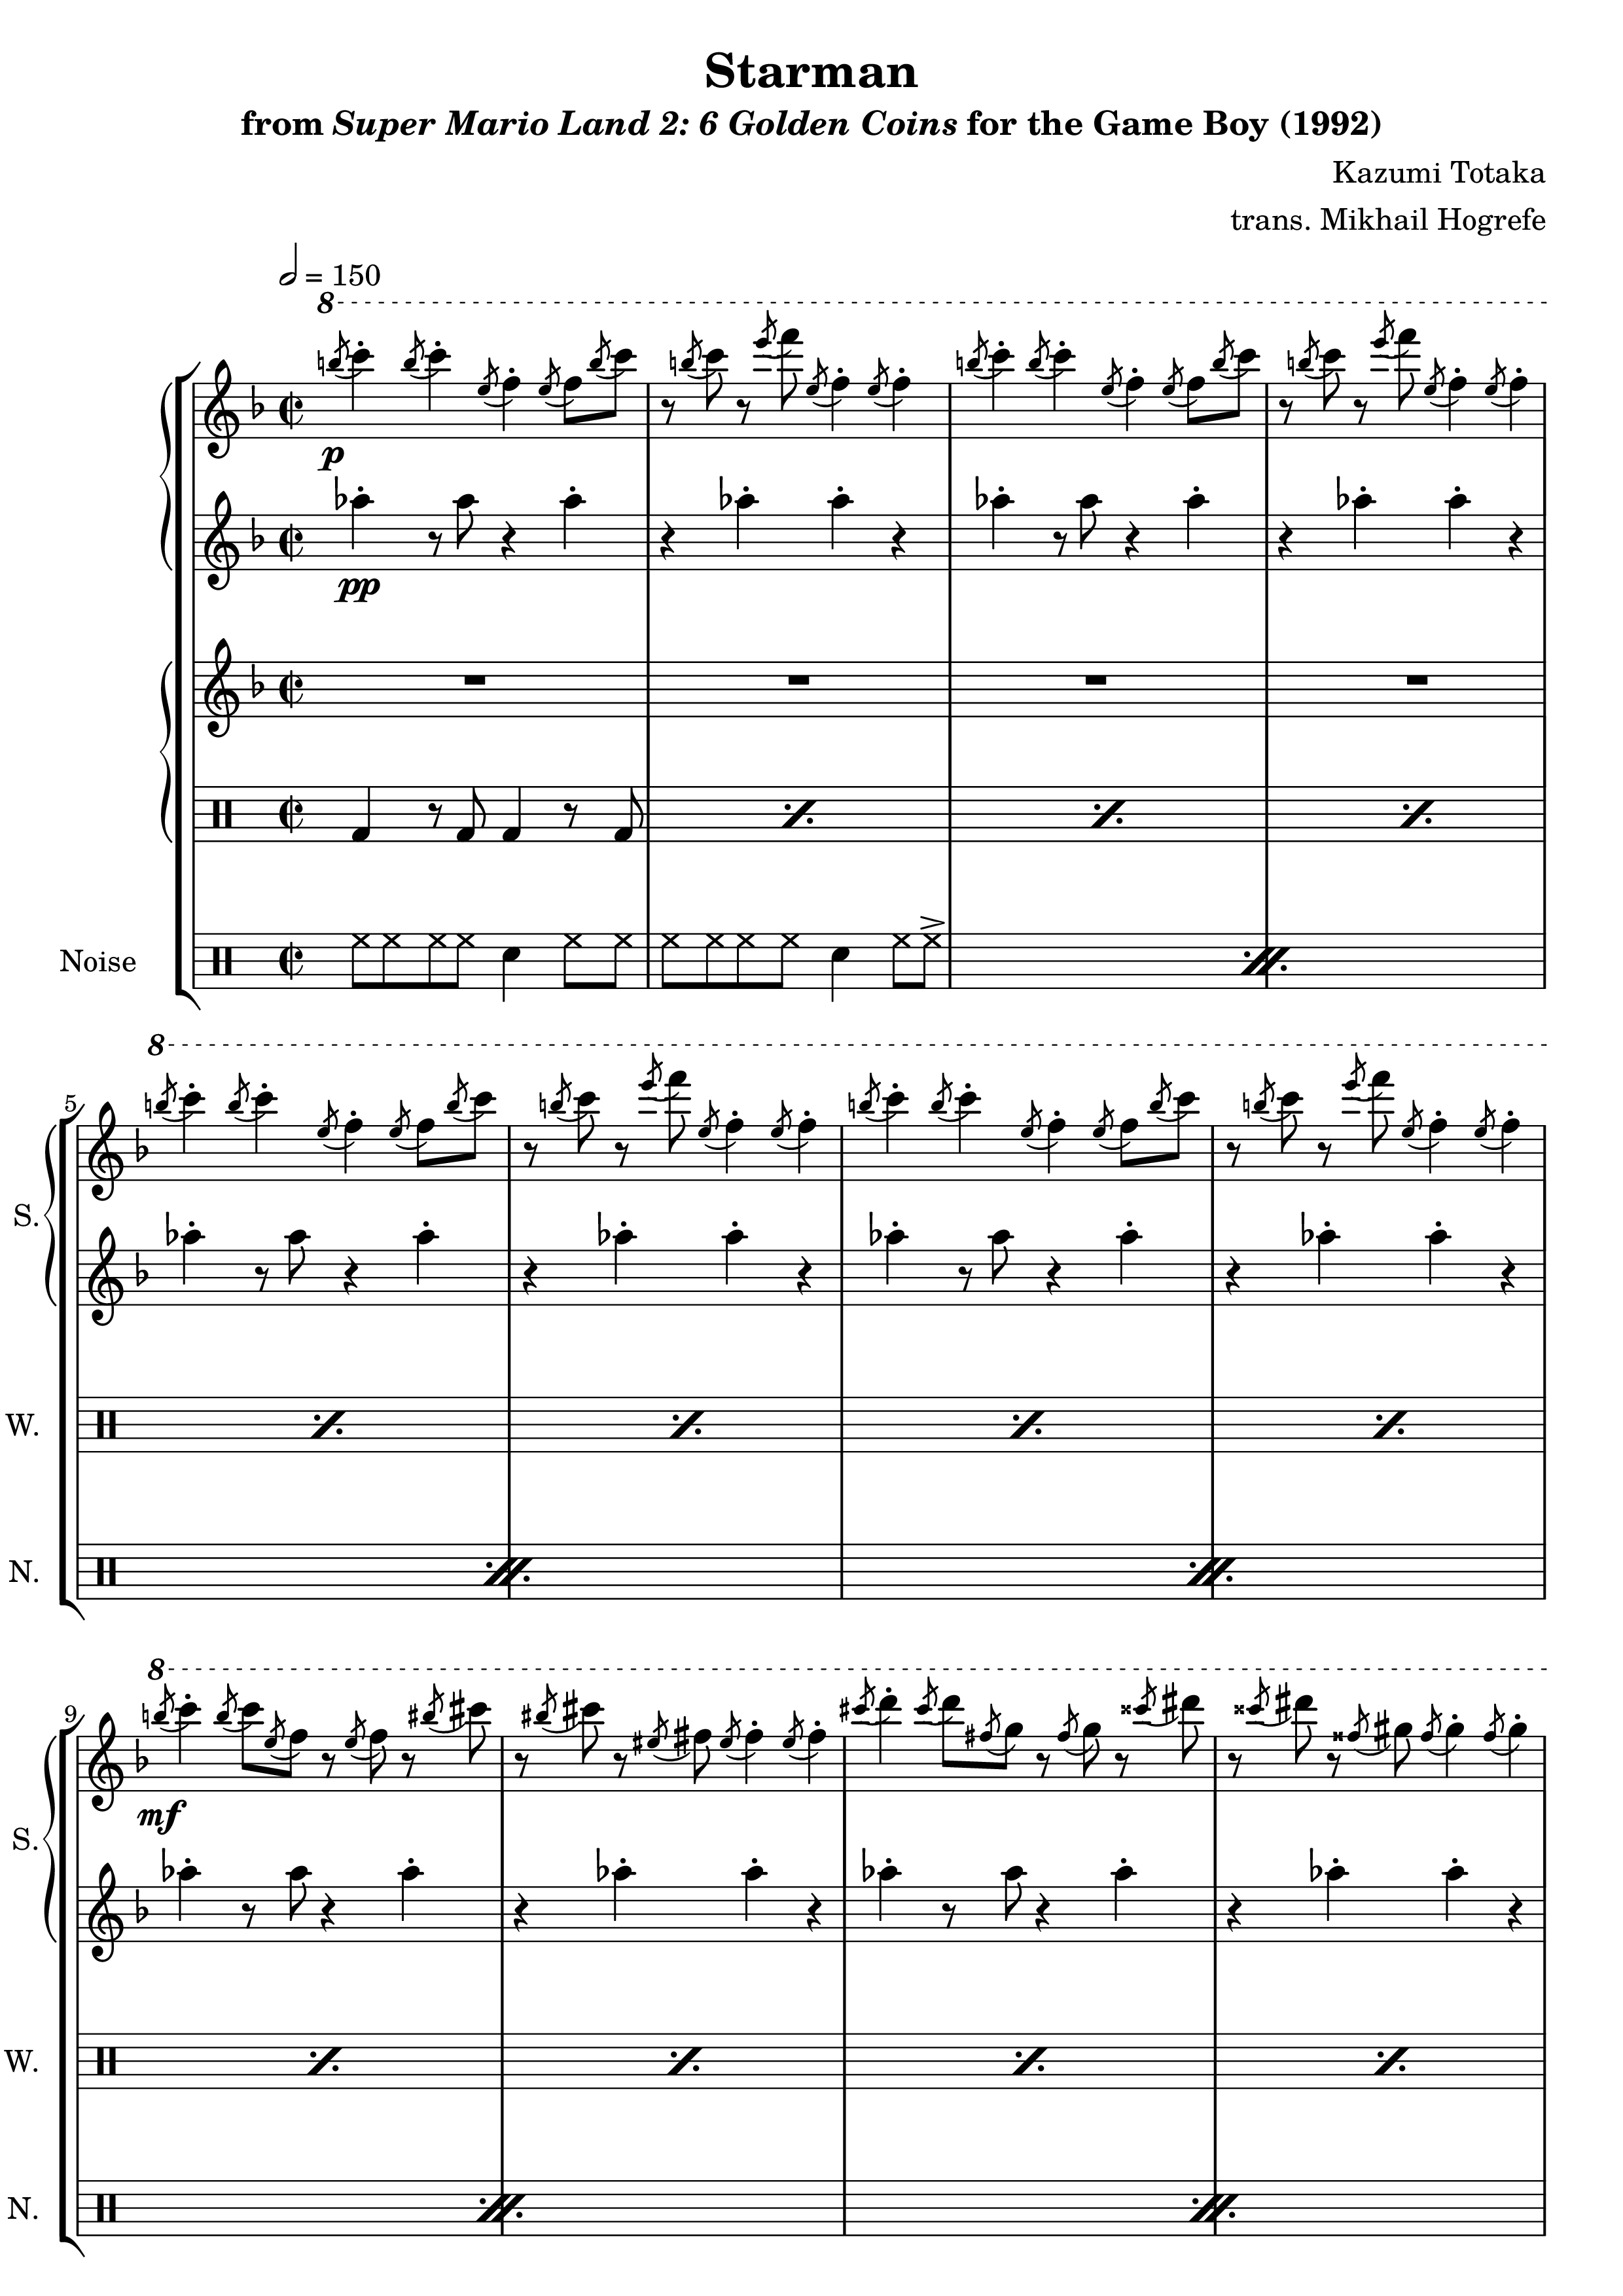 Starman
from Super Mario Land 2: 6 Golden Coins for the Game Boy (1992)
Kazumi Totaka
trans. Mikhail Hogrefe
= 150
8
p
pp
Noise
8
5
S.
W.
N.
8
9
mf
S.
W.
N.